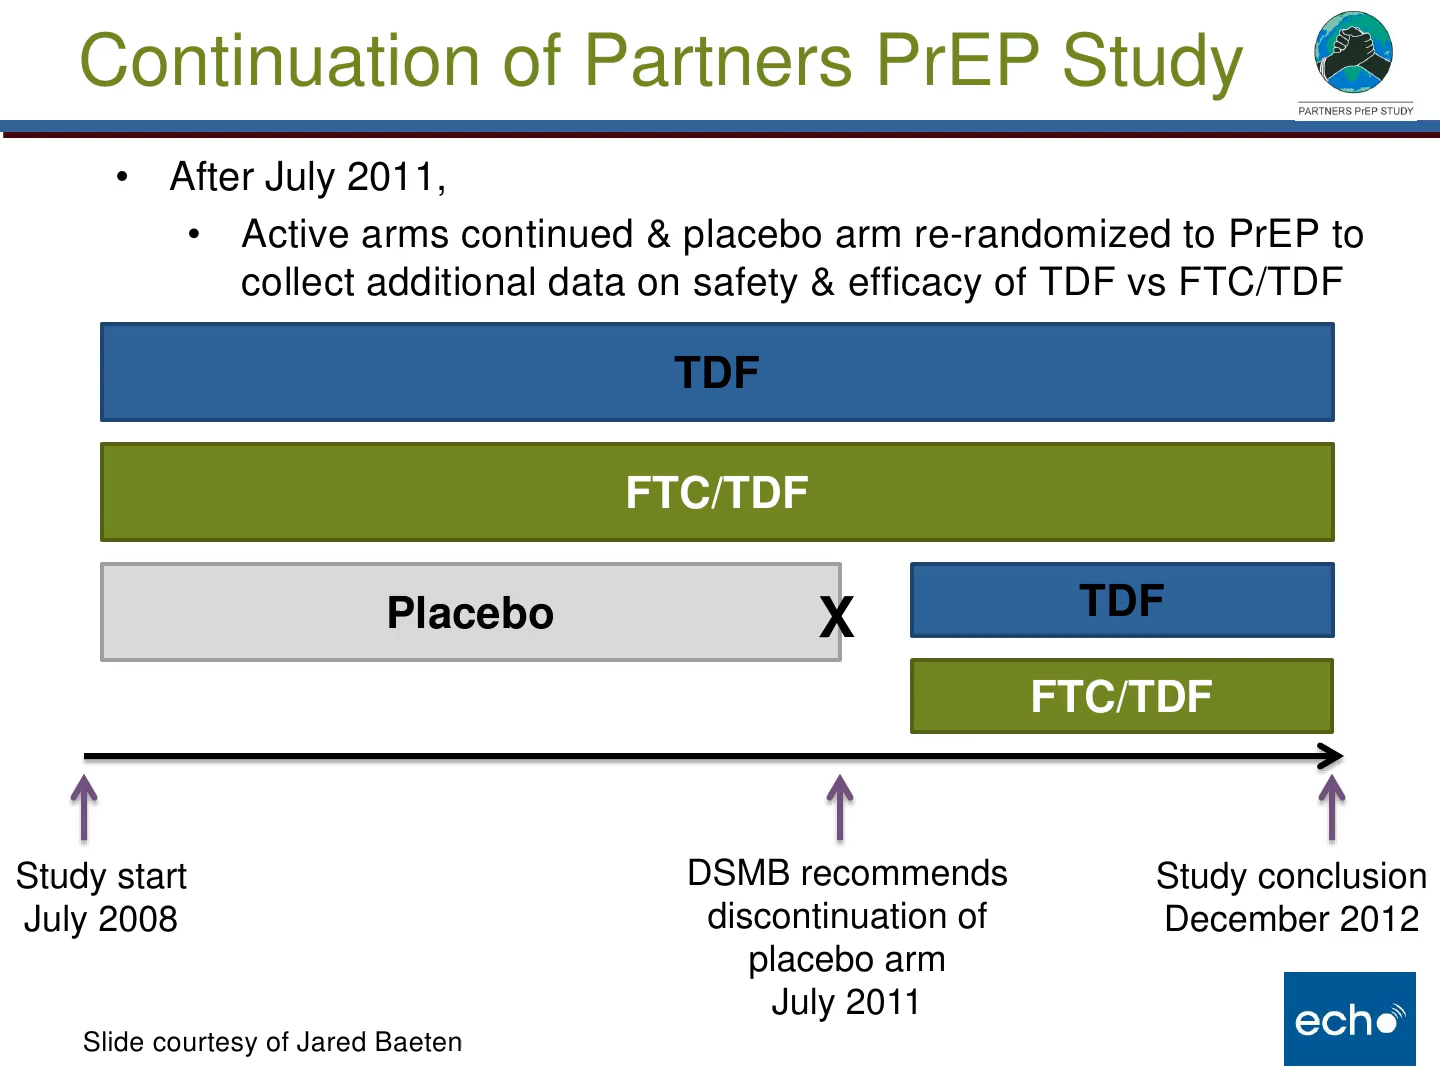 Continuation of Partners PrEP Study
PARTNERS PrEP STUDY
• After July 2011,
• Active arms continued & placebo arm re-randomized to PrEP to
collect additional data on safety & efficacy of TDF vs FTC/TDF
TDF
FTC/TDF
Placebo
X
TDF
FTC/TDF
Study start
July 2008
DSMB recommends
discontinuation of
placebo arm
July 2011
Study conclusion
December 2012
Slide courtesy of Jared Baeten
echo